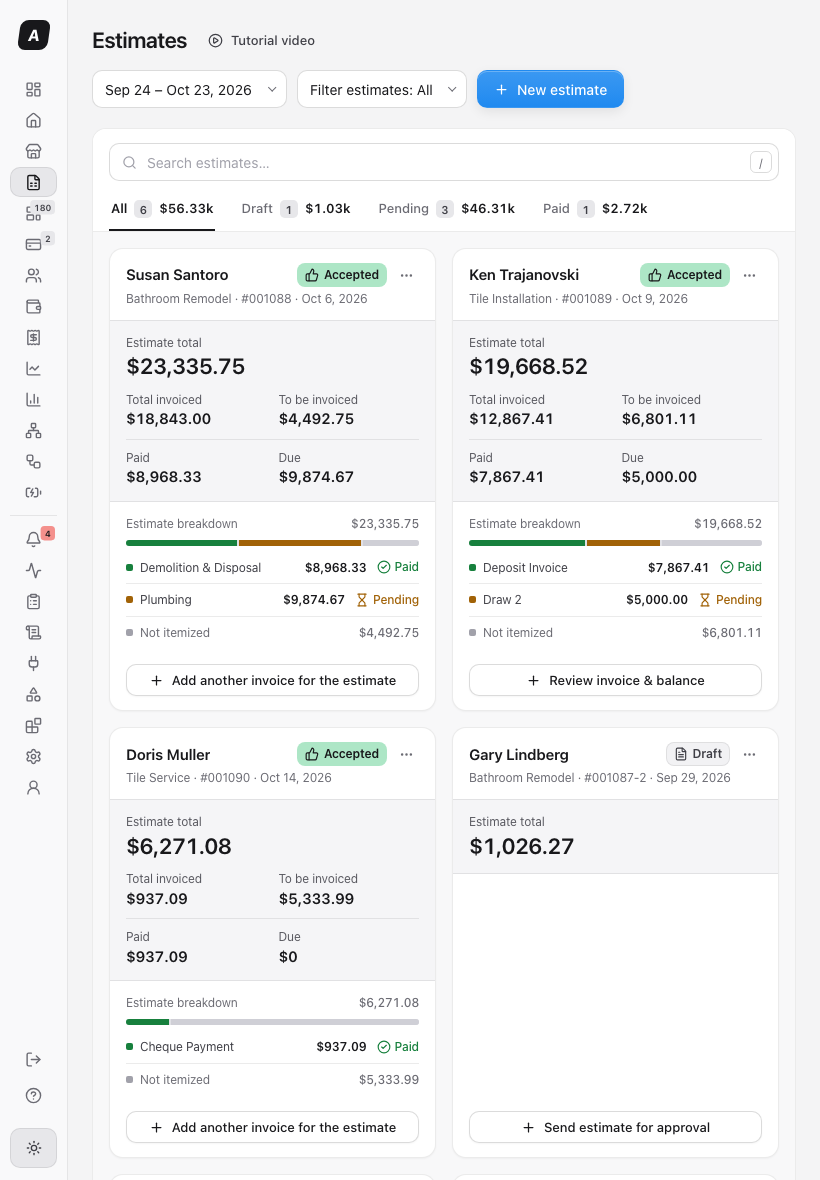 A
Estimates
Tutorial video
Sep 24 – Oct 23, 2026
Filter estimates: All
New estimate
Search estimates...
/
All 6 $56.33k
Draft 1 $1.03k
Pending 3 $46.31k
Paid 1 $2.72k
180
2
4
Susan Santoro
Accepted
Bathroom Remodel · #001088 · Oct 6, 2026
Estimate total
$23,335.75
Total invoiced
To be invoiced
$18,843.00
$4,492.75
Paid
Due
$8,968.33
$9,874.67
Estimate breakdown
$23,335.75
Demolition & Disposal
$8,968.33
Paid
Plumbing
$9,874.67
Pending
Not itemized
$4,492.75
Add another invoice for the estimate
Ken Trajanovski
Accepted
Tile Installation · #001089 · Oct 9, 2026
Estimate total
$19,668.52
Total invoiced
To be invoiced
$12,867.41
$6,801.11
Paid
Due
$7,867.41
$5,000.00
Estimate breakdown
$19,668.52
Deposit Invoice
$7,867.41
Paid
Draw 2
$5,000.00
Pending
Not itemized
$6,801.11
Review invoice & balance
Doris Muller
Accepted
Tile Service · #001090 · Oct 14, 2026
Estimate total
$6,271.08
Total invoiced
To be invoiced
$937.09
$5,333.99
Paid
Due
$937.09
$0
Estimate breakdown
$6,271.08
Cheque Payment
$937.09
Paid
Not itemized
$5,333.99
Add another invoice for the estimate
Gary Lindberg
Draft
Bathroom Remodel · #001087-2 · Sep 29, 2026
Estimate total
$1,026.27
Send estimate for approval